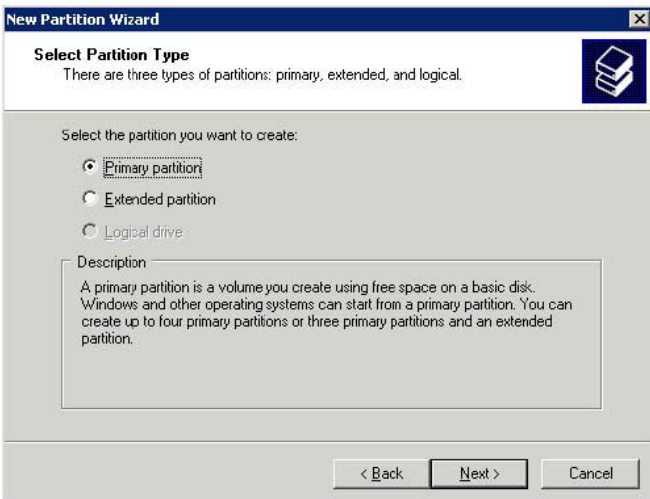 New Partition Wizard
Select Partition Type
There are three types of partitions: primary, extended, and logical.
Select the partition you want to create:
Primary partition
Extended partition
Logical drive
Description
A primary partition is a volume you create using free space on a basic disk.
Windows and other operating systems can start from a primary partition. You can
create up to four primary partitions or three primary partitions and an extended
partition.
< Back
Next >
Cancel